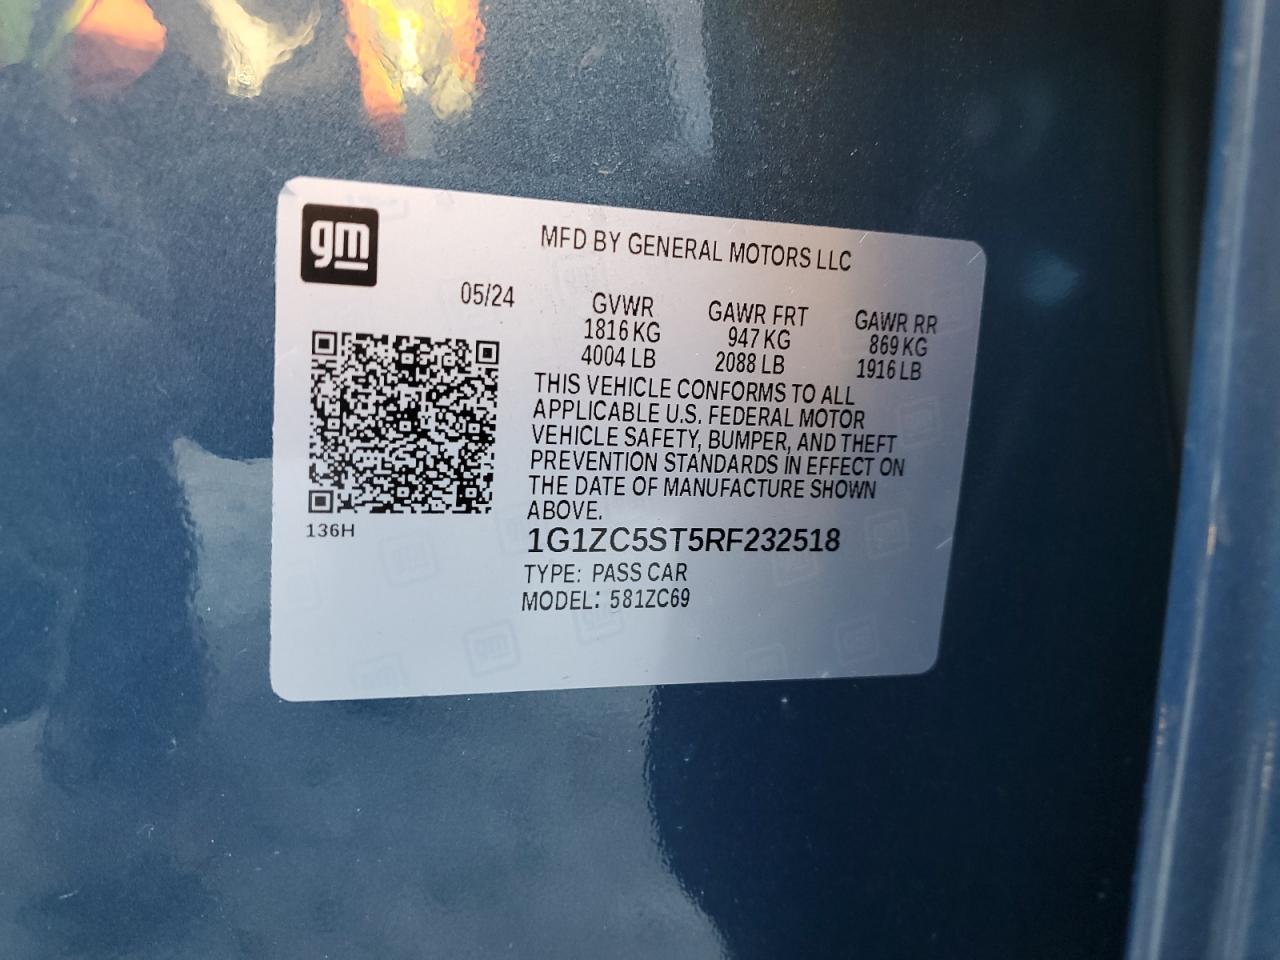 gm
MFD BY GENERAL MOTORS LLC
05/24
GVWR
1816 KG
4004 LB
GAWR FRT
947 KG
2088 LB
GAWR RR
869 KG
1916 LB
THIS VEHICLE CONFORMS TO ALL
APPLICABLE U.S. FEDERAL MOTOR
VEHICLE SAFETY, BUMPER, AND THEFT
PREVENTION STANDARDS IN EFFECT ON
THE DATE OF MANUFACTURE SHOWN
ABOVE.
136H
1G1ZC5ST5RF232518
TYPE: PASS CAR
MODEL: 581ZC69